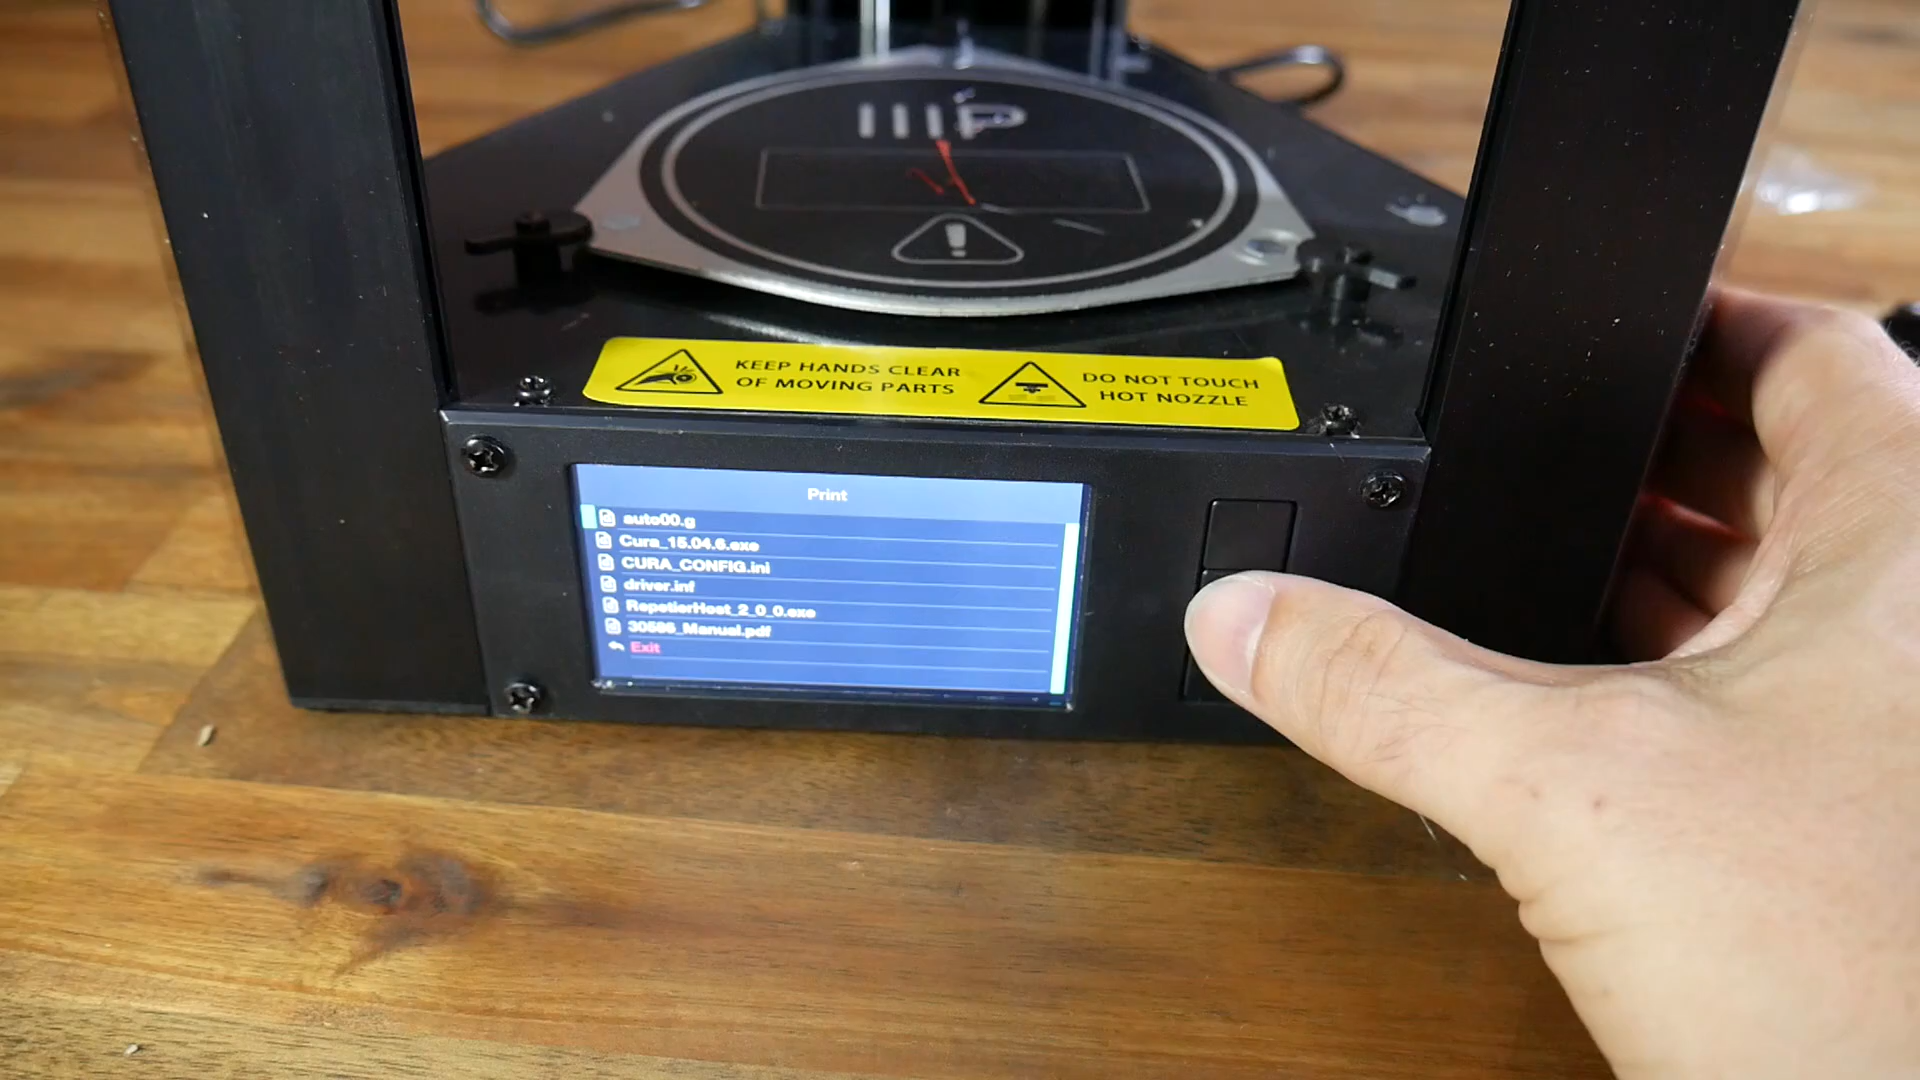 KEEP HANDS CLEAR
OF MOVING PARTS
DO NOT TOUCH
HOT NOZZLE
Print
auto00.g
Cura_15.04.6.exe
CURA_CONFIG.ini
driver.inf
RepetierHost_2_0_0.exe
30586_Manual.pdf
Exit